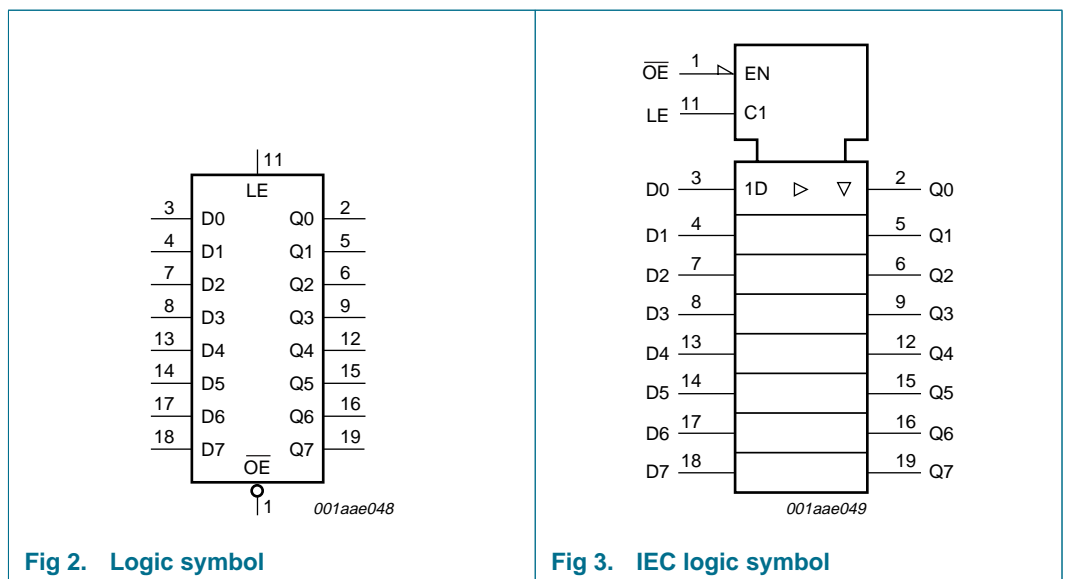 11
LE
3 D0 Q0 2
4 D1 Q1 5
7 D2 Q2 6
8 D3 Q3 9
13 D4 Q4 12
14 D5 Q5 15
17 D6 Q6 16
18 D7 Q7 19
O̅E̅
1
001aae048
Fig 2. Logic symbol
O̅E̅ 1 EN
LE 11 C1
D0 3 1D 2 Q0
D1 4 5 Q1
D2 7 6 Q2
D3 8 9 Q3
D4 13 12 Q4
D5 14 15 Q5
D6 17 16 Q6
D7 18 19 Q7
001aae049
Fig 3. IEC logic symbol